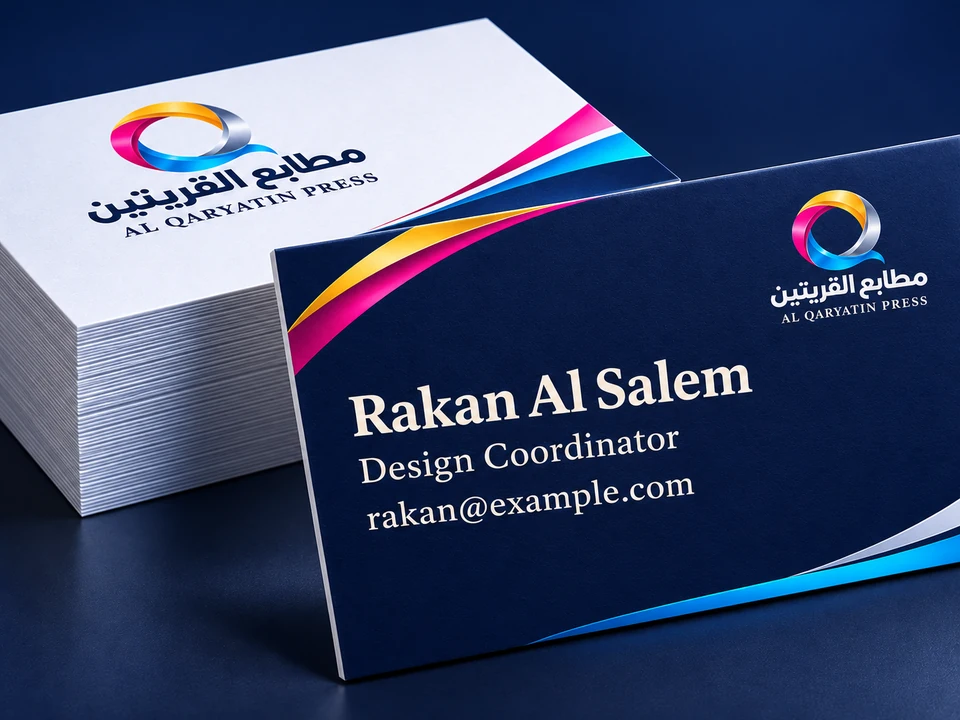 مطابع القريتين
AL QARYATIN PRESS
مطابع القريتين
AL QARYATIN PRESS
Rakan Al Salem
Design Coordinator
rakan@example.com